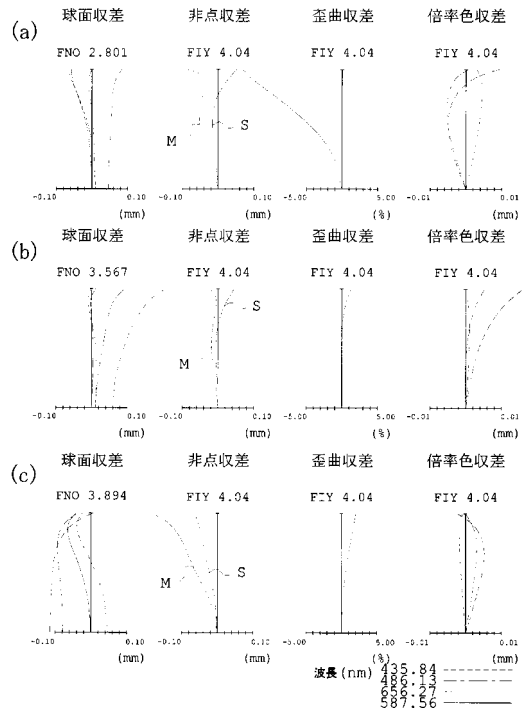 (a)
球面収差 非点収差 歪曲収差 倍率色収差
FNO 2.801 FIY 4.04 FIY 4.04 FIY 4.04
M S
-0.10 0.10 -0.10 0.10 -5.00 5.00 -0.01 0.01
(mm) (mm) (%) (mm)
(b)
球面収差 非点収差 歪曲収差 倍率色収差
FNO 3.567 FIY 4.04 FIY 4.04 FIY 4.04
S
M
-0.10 0.10 -0.10 0.10 -5.00 5.00 -0.01 0.01
(mm) (mm) (%) (mm)
(c)
球面収差 非点収差 歪曲収差 倍率色収差
FNO 3.894 FIY 4.04 FIY 4.04 FIY 4.04
M S
-0.10 0.10 -0.10 0.10 -5.00 5.00 -0.01 0.01
(mm) (mm) (%) (mm)
波長(nm) 435.84
486.13
656.27
587.56